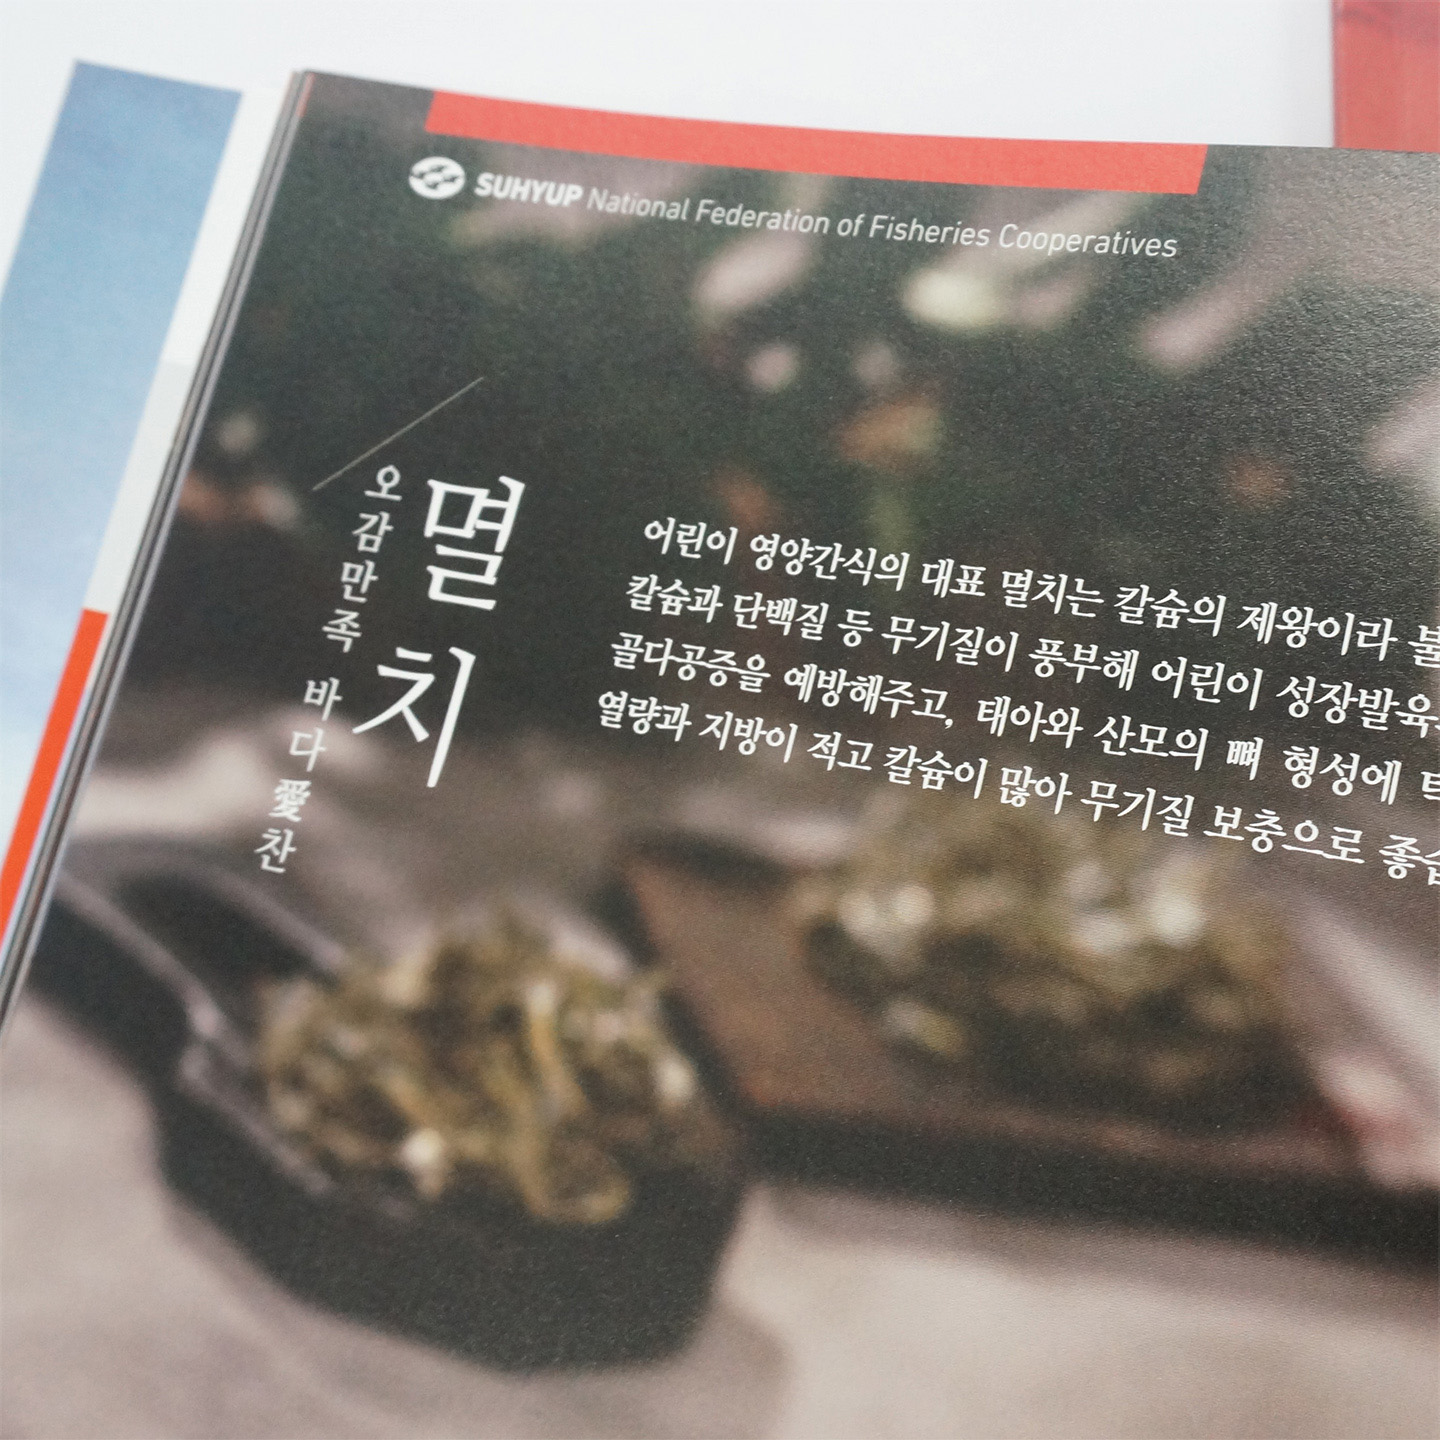 SUHYUP National Federation of Fisheries Cooperatives
멸치
오감만족 바다愛찬
어린이 영양간식의 대표 멸치는 칼슘의 제왕이라
칼슘과 단백질 등 무기질이 풍부해 어린이 성장발육
골다공증을 예방해주고, 태아와 산모의 뼈 형성에
열량과 지방이 적고 칼슘이 많아 무기질 보충으로